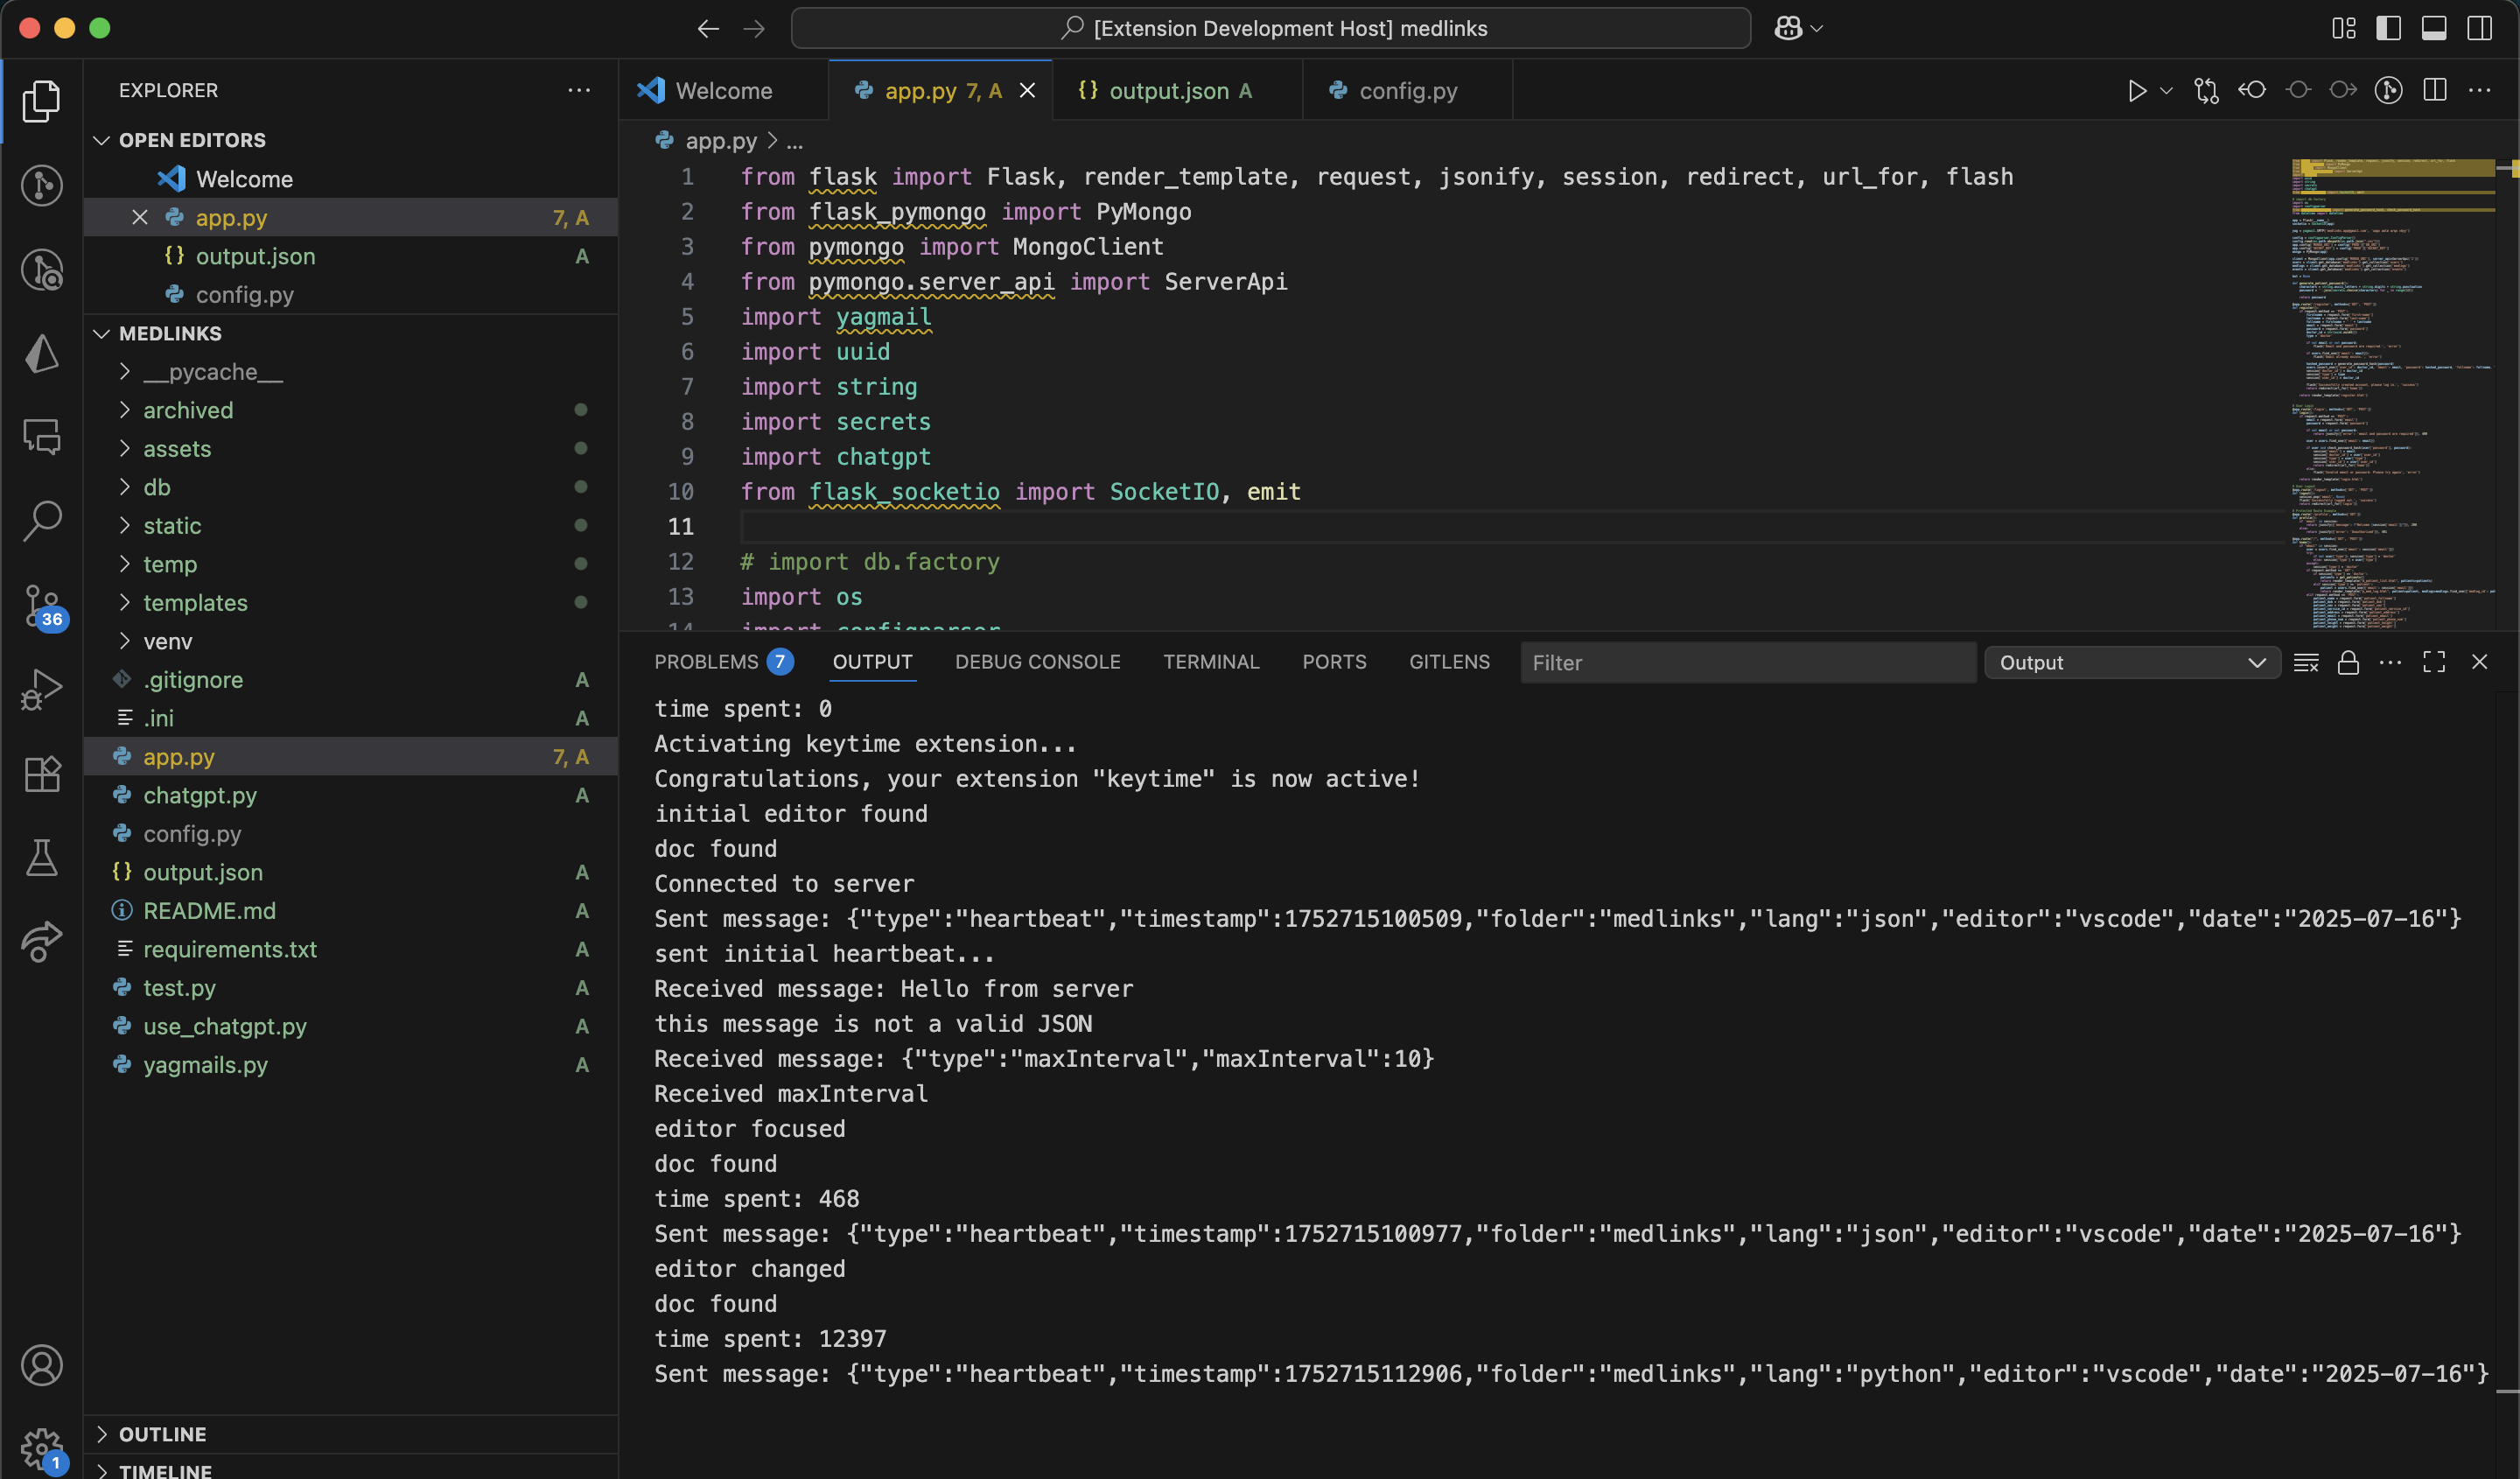 [Extension Development Host] medlinks
EXPLORER
OPEN EDITORS
Welcome
app.py 7, A
output.json A
config.py
MEDLINKS
__pycache__
archived
assets
db
static
temp
templates
venv
.gitignore A
.ini A
app.py 7, A
chatgpt.py A
config.py
output.json A
README.md A
requirements.txt A
test.py A
use_chatgpt.py A
yagmails.py A
OUTLINE
TIMELINE
36
1
Welcome
app.py 7, A
output.json A
config.py
app.py > ...
1 from flask import Flask, render_template, request, jsonify, session, redirect, url_for, flash
2 from flask_pymongo import PyMongo
3 from pymongo import MongoClient
4 from pymongo.server_api import ServerApi
5 import yagmail
6 import uuid
7 import string
8 import secrets
9 import chatgpt
10 from flask_socketio import SocketIO, emit
11
12 # import db.factory
13 import os
14 import configparser
PROBLEMS 7 OUTPUT DEBUG CONSOLE TERMINAL PORTS GITLENS Filter Output
time spent: 0
Activating keytime extension...
Congratulations, your extension "keytime" is now active!
initial editor found
doc found
Connected to server
Sent message: {"type":"heartbeat","timestamp":1752715100509,"folder":"medlinks","lang":"json","editor":"vscode","date":"2025-07-16"}
sent initial heartbeat...
Received message: Hello from server
this message is not a valid JSON
Received message: {"type":"maxInterval","maxInterval":10}
Received maxInterval
editor focused
doc found
time spent: 468
Sent message: {"type":"heartbeat","timestamp":1752715100977,"folder":"medlinks","lang":"json","editor":"vscode","date":"2025-07-16"}
editor changed
doc found
time spent: 12397
Sent message: {"type":"heartbeat","timestamp":1752715112906,"folder":"medlinks","lang":"python","editor":"vscode","date":"2025-07-16"}